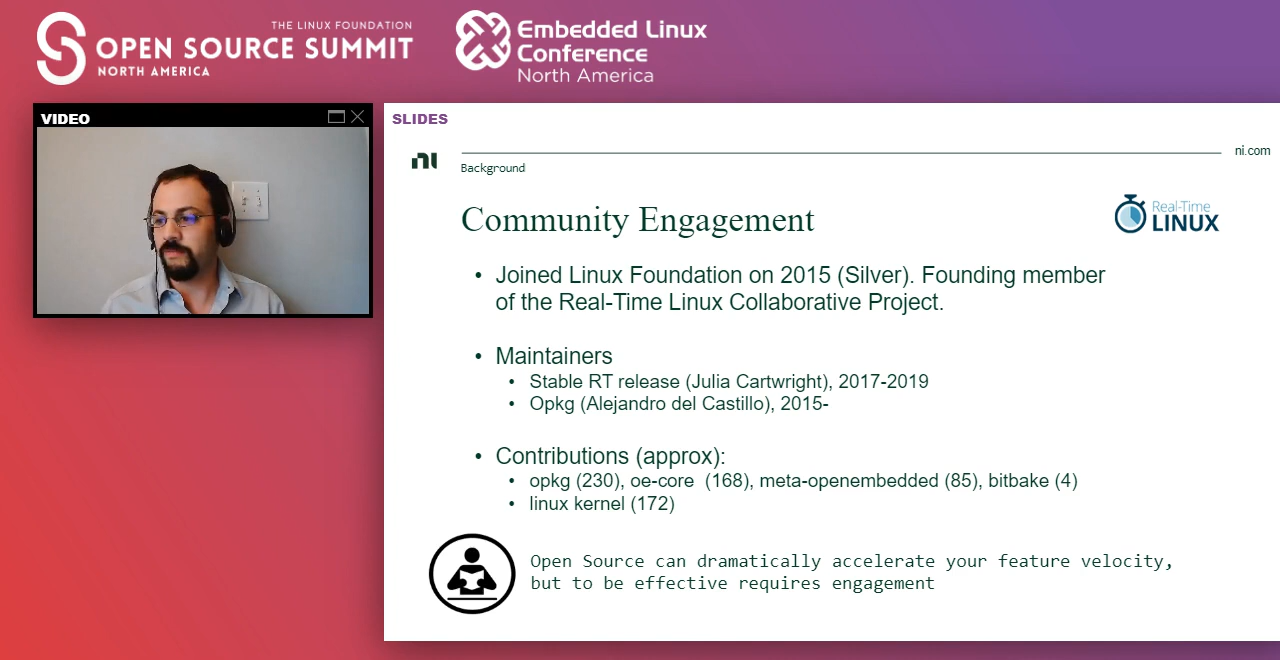 THE LINUX FOUNDATION
OPEN SOURCE SUMMIT
NORTH AMERICA
Embedded Linux
Conference
North America
VIDEO
SLIDES
ni
ni.com
Background
Community Engagement
Real-Time
LINUX
• Joined Linux Foundation on 2015 (Silver). Founding member
of the Real-Time Linux Collaborative Project.
• Maintainers
• Stable RT release (Julia Cartwright), 2017-2019
• Opkg (Alejandro del Castillo), 2015-
• Contributions (approx):
• opkg (230), oe-core (168), meta-openembedded (85), bitbake (4)
• linux kernel (172)
Open Source can dramatically accelerate your feature velocity,
but to be effective requires engagement